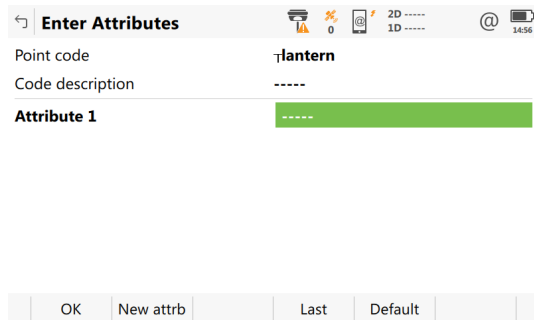 Enter Attributes
0
@
2D -----
1D -----
@
14:56
Point code
┬lantern
Code description
-----
Attribute 1
-----
OK
New attrb
Last
Default